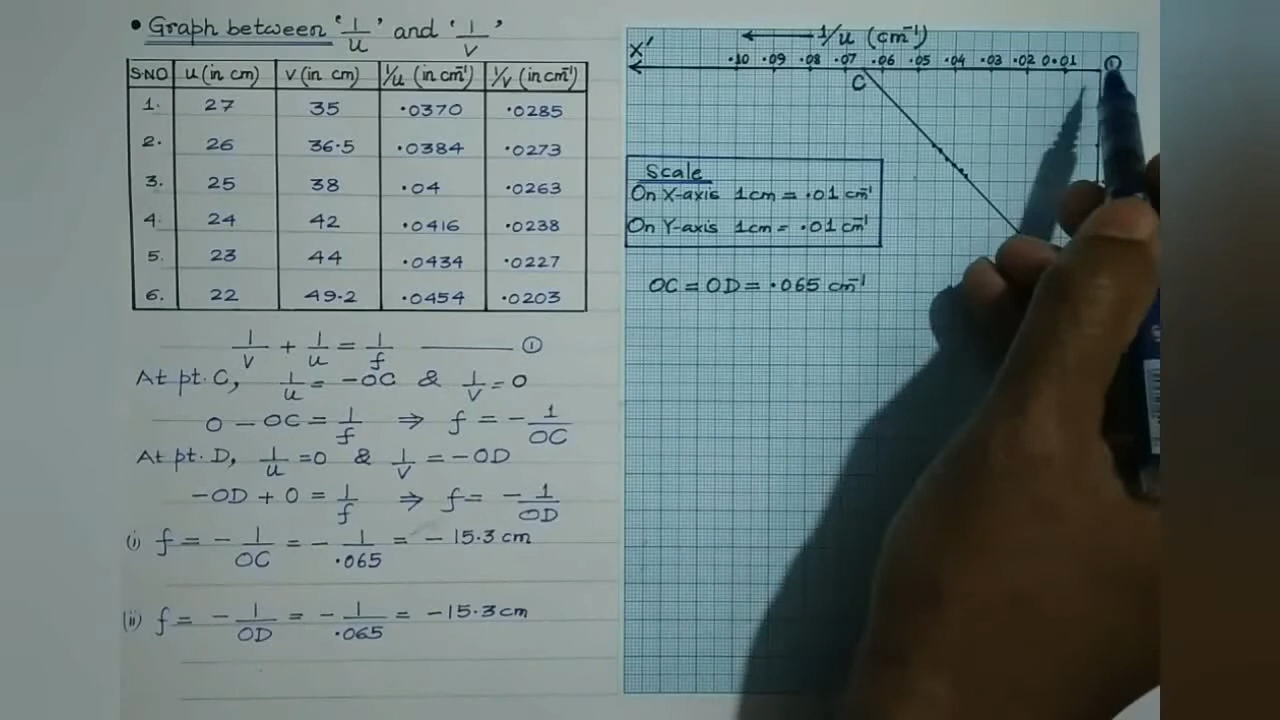 • Graph between '1/u' and '1/v'
S.NO u (in cm) v (in cm) 1/u (in cm⁻¹) 1/v (in cm⁻¹)
1. 27 35 .0370 .0285
2. 26 36.5 .0384 .0273
3. 25 38 .04 .0263
4. 24 42 .0416 .0238
5. 23 44 .0434 .0227
6. 22 49.2 .0454 .0203
1/v + 1/u = 1/f ——— ①
At pt. C, 1/u = -OC & 1/v = 0
0 - OC = 1/f ⇒ f = - 1/OC
At pt. D, 1/u = 0 & 1/v = -OD
-OD + 0 = 1/f ⇒ f = - 1/OD
(i) f = - 1/OC = - 1/.065 = - 15.3 cm
(ii) f = - 1/OD = - 1/.065 = - 15.3 cm
1/u (cm⁻¹)
X'
.10 .09 .08 .07 .06 .05 .04 .03 .02 0.01
C
Scale
On X-axis 1cm = .01 cm⁻¹
On Y-axis 1cm = .01 cm⁻¹
OC = OD = .065 cm⁻¹